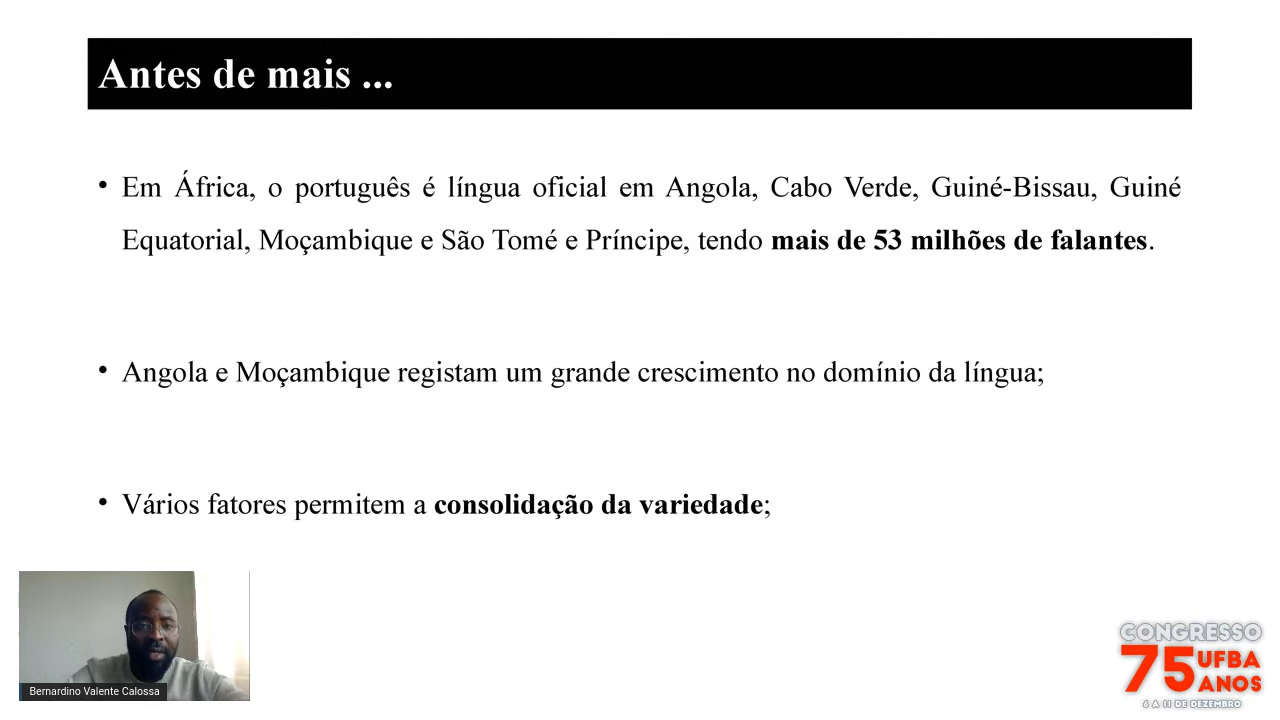 Antes de mais ...
• Em África, o português é língua oficial em Angola, Cabo Verde, Guiné-Bissau, Guiné
Equatorial, Moçambique e São Tomé e Príncipe, tendo mais de 53 milhões de falantes.
• Angola e Moçambique registam um grande crescimento no domínio da língua;
• Vários fatores permitem a consolidação da variedade;
Bernardino Valente Calossa
CONGRESSO
75 UFBA
ANOS
6 A 11 DE DEZEMBRO